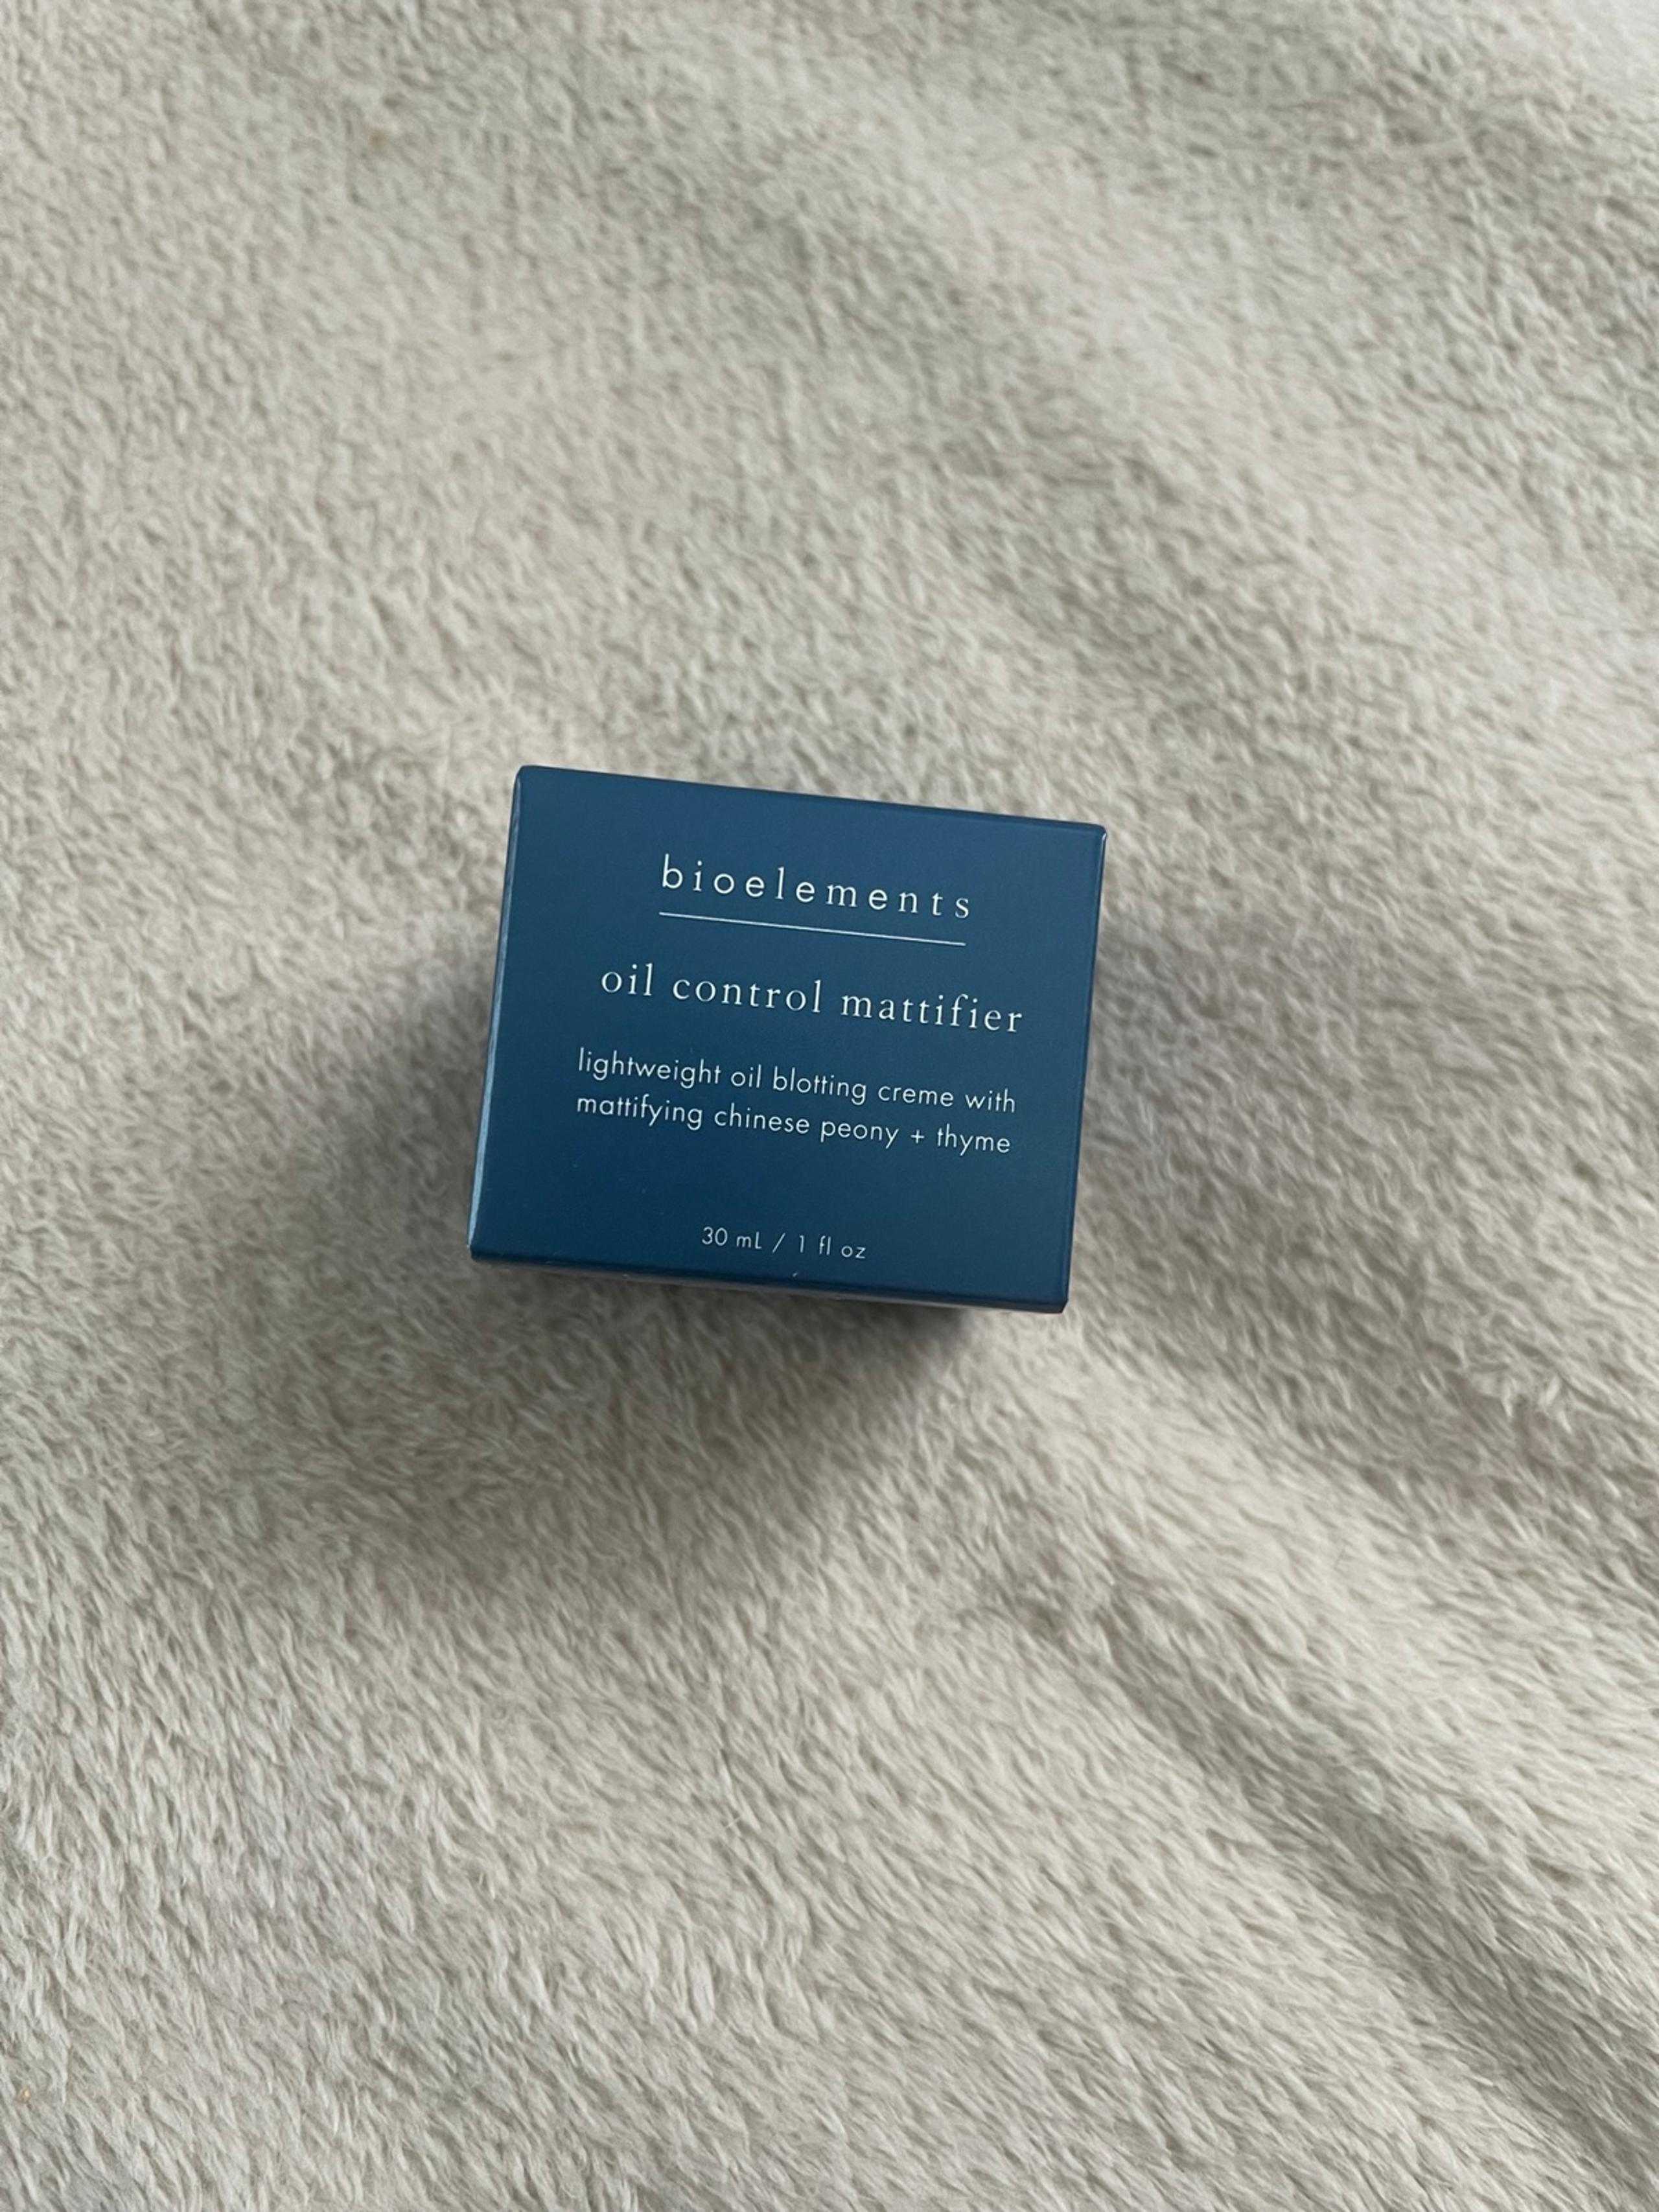 bioelements
oil control mattifier
lightweight oil blotting creme with
mattifying chinese peony + thyme
30 mL / 1 fl oz